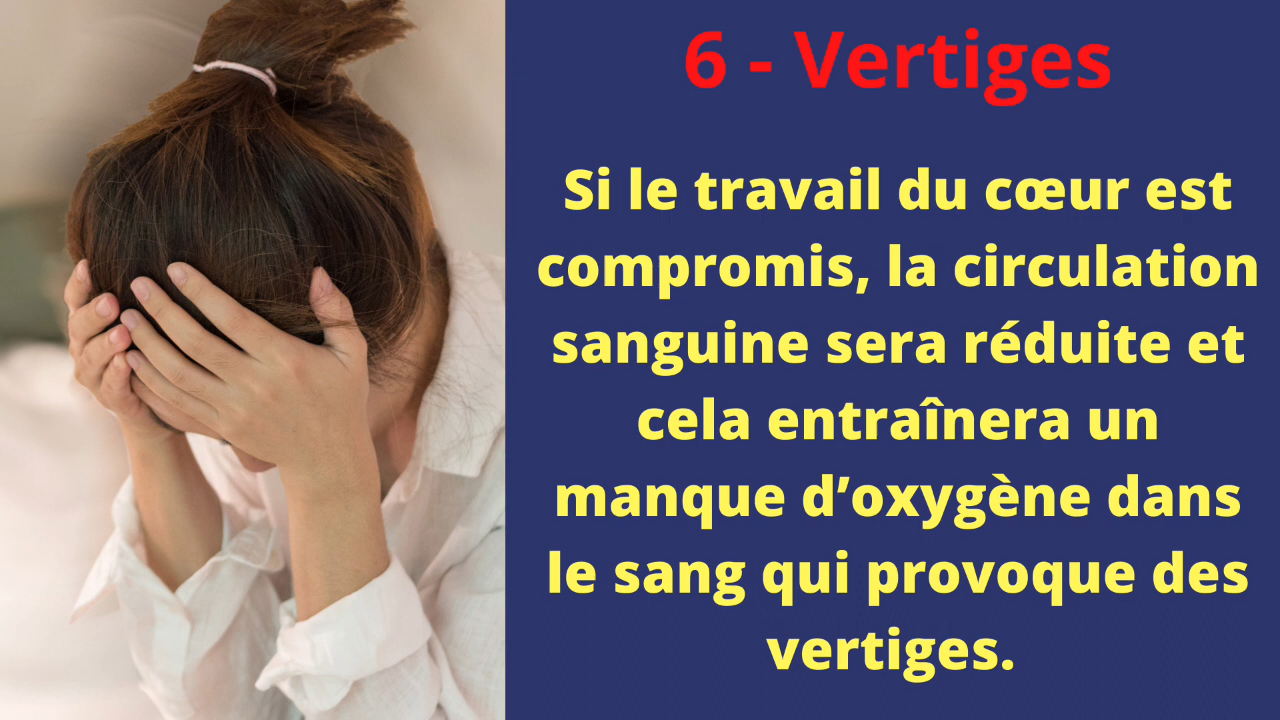 6 - Vertiges
Si le travail du cœur est
compromis, la circulation
sanguine sera réduite et
cela entraînera un
manque d’oxygène dans
le sang qui provoque des
vertiges.